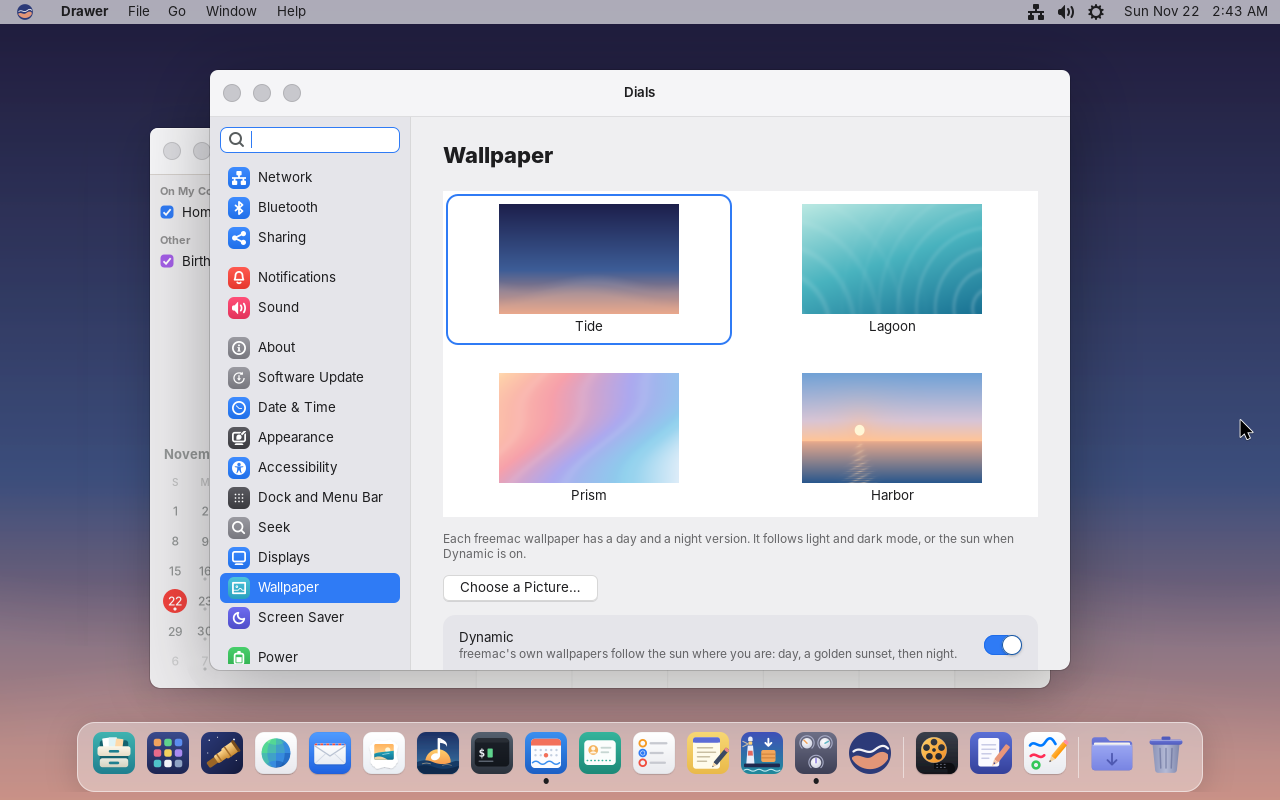 Drawer File Go Window Help
Sun Nov 22 2:43 AM
Dials
Network
Bluetooth
Sharing
Notifications
Sound
About
Software Update
Date & Time
Appearance
Accessibility
Dock and Menu Bar
Seek
Displays
Wallpaper
Screen Saver
Power
Wallpaper
Tide
Lagoon
Prism
Harbor
Each freemac wallpaper has a day and a night version. It follows light and dark mode, or the sun when
Dynamic is on.
Choose a Picture...
Dynamic
freemac's own wallpapers follow the sun where you are: day, a golden sunset, then night.
On My
Other
S M
1 2
8 9
15 16
22 23
29 30
6 7
$